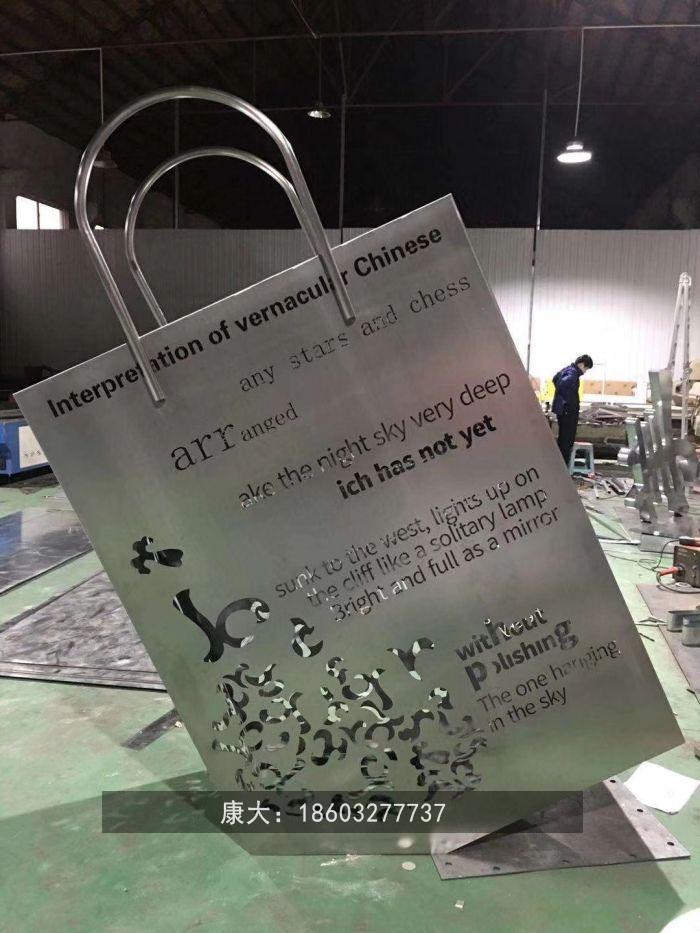 Interpretation of vernacular Chinese
any stars and chess
arranged
ake the night sky very deep
ich has not yet
sunk to the west, lights up on
the cliff like a solitary lamp
3right and full as a mirror
without
polishing
The one hanging
in the sky
康大：18603277737